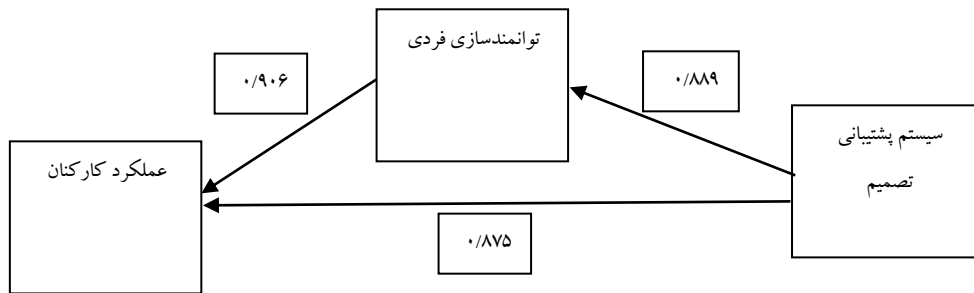 توانمندسازی فردی
۰/۸۸۹
۰/۹۰۶
سیستم پشتیبانی
تصمیم
عملکرد کارکنان
۰/۸۷۵